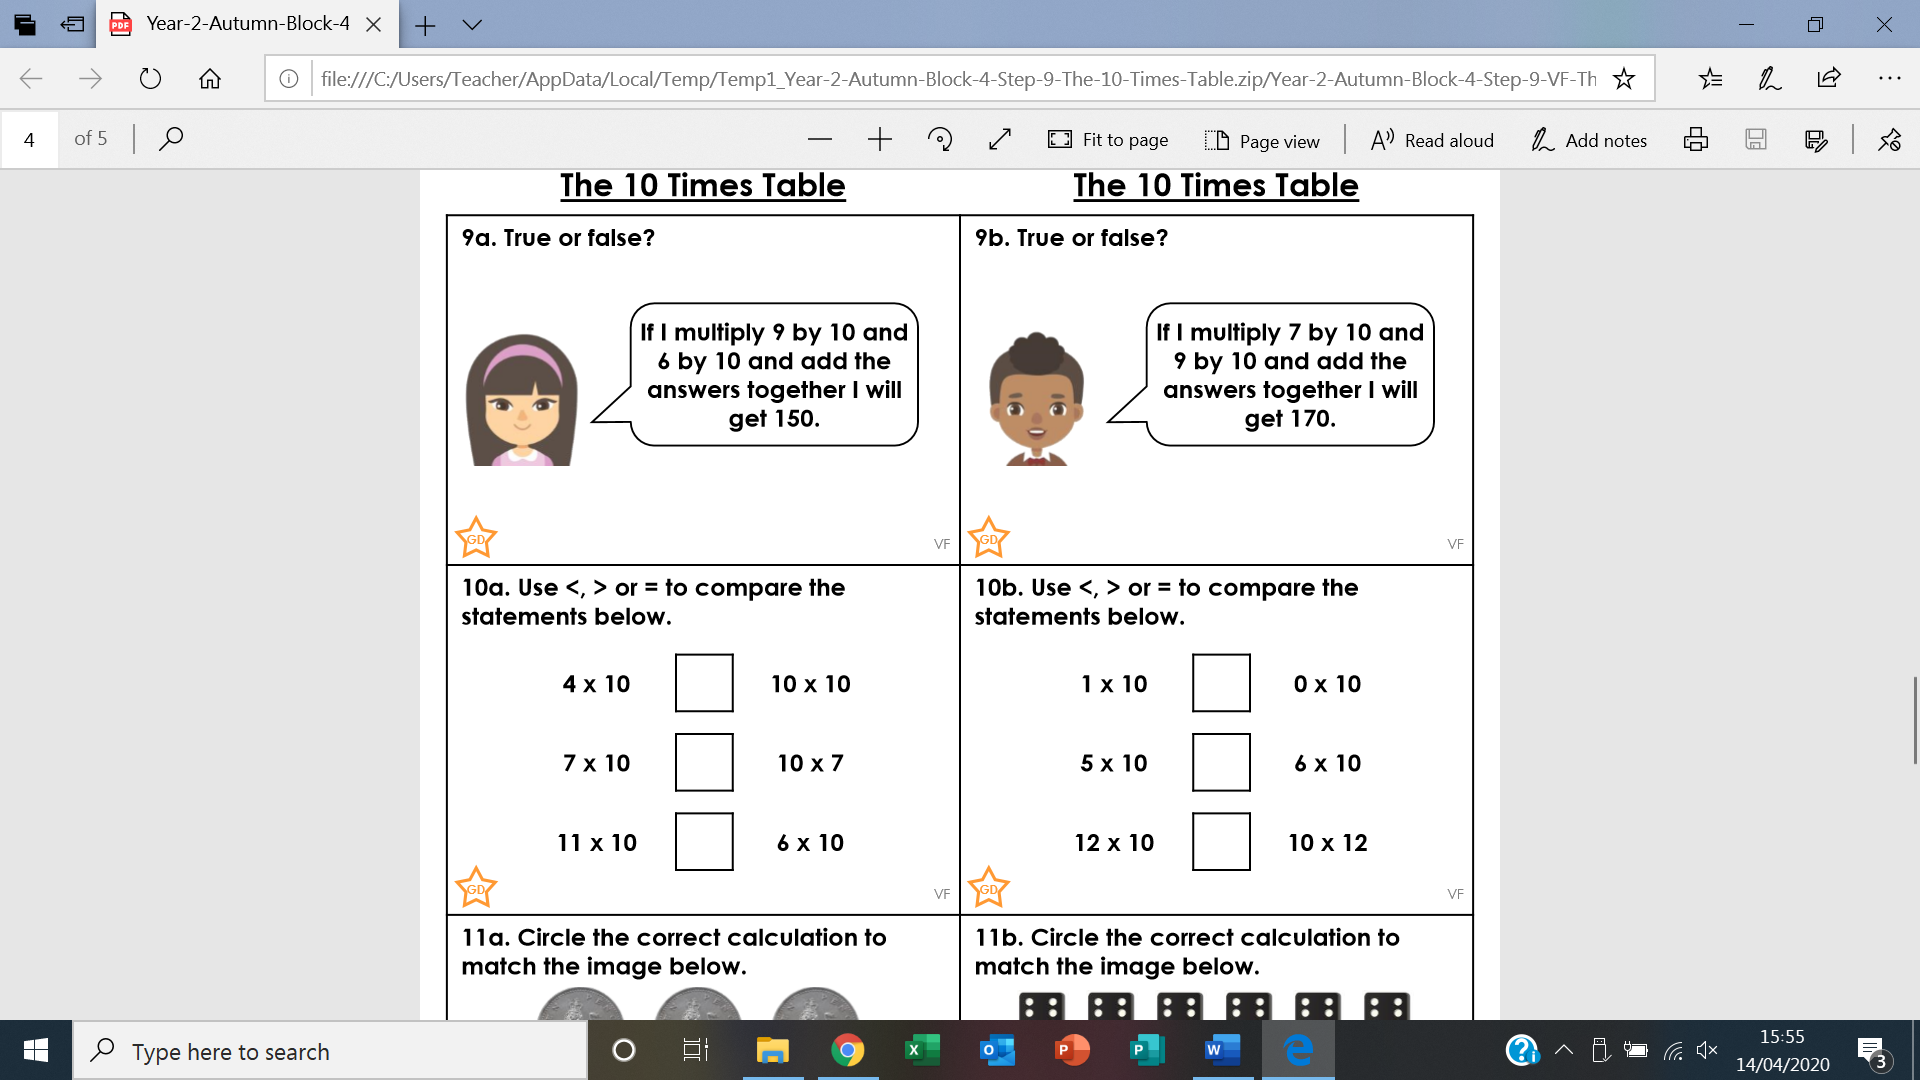 Year-2-Autumn-Block-4
file:///C:/Users/Teacher/AppData/Local/Temp/Temp1_Year-2-Autumn-Block-4-Step-9-The-10-Times-Table.zip/Year-2-Autumn-Block-4-Step-9-VF-Th
4 of 5
Fit to page
Page view
Read aloud
Add notes
The 10 Times Table
9a. True or false?
If I multiply 9 by 10 and
6 by 10 and add the
answers together I will
get 150.
GD
VF
The 10 Times Table
9b. True or false?
If I multiply 7 by 10 and
9 by 10 and add the
answers together I will
get 170.
GD
VF
10a. Use <, > or = to compare the
statements below.
4 x 10 10 x 10
7 x 10 10 x 7
11 x 10 6 x 10
GD
VF
10b. Use <, > or = to compare the
statements below.
1 x 10 0 x 10
5 x 10 6 x 10
12 x 10 10 x 12
GD
VF
11a. Circle the correct calculation to
match the image below.
11b. Circle the correct calculation to
match the image below.
Type here to search
15:55
14/04/2020
3